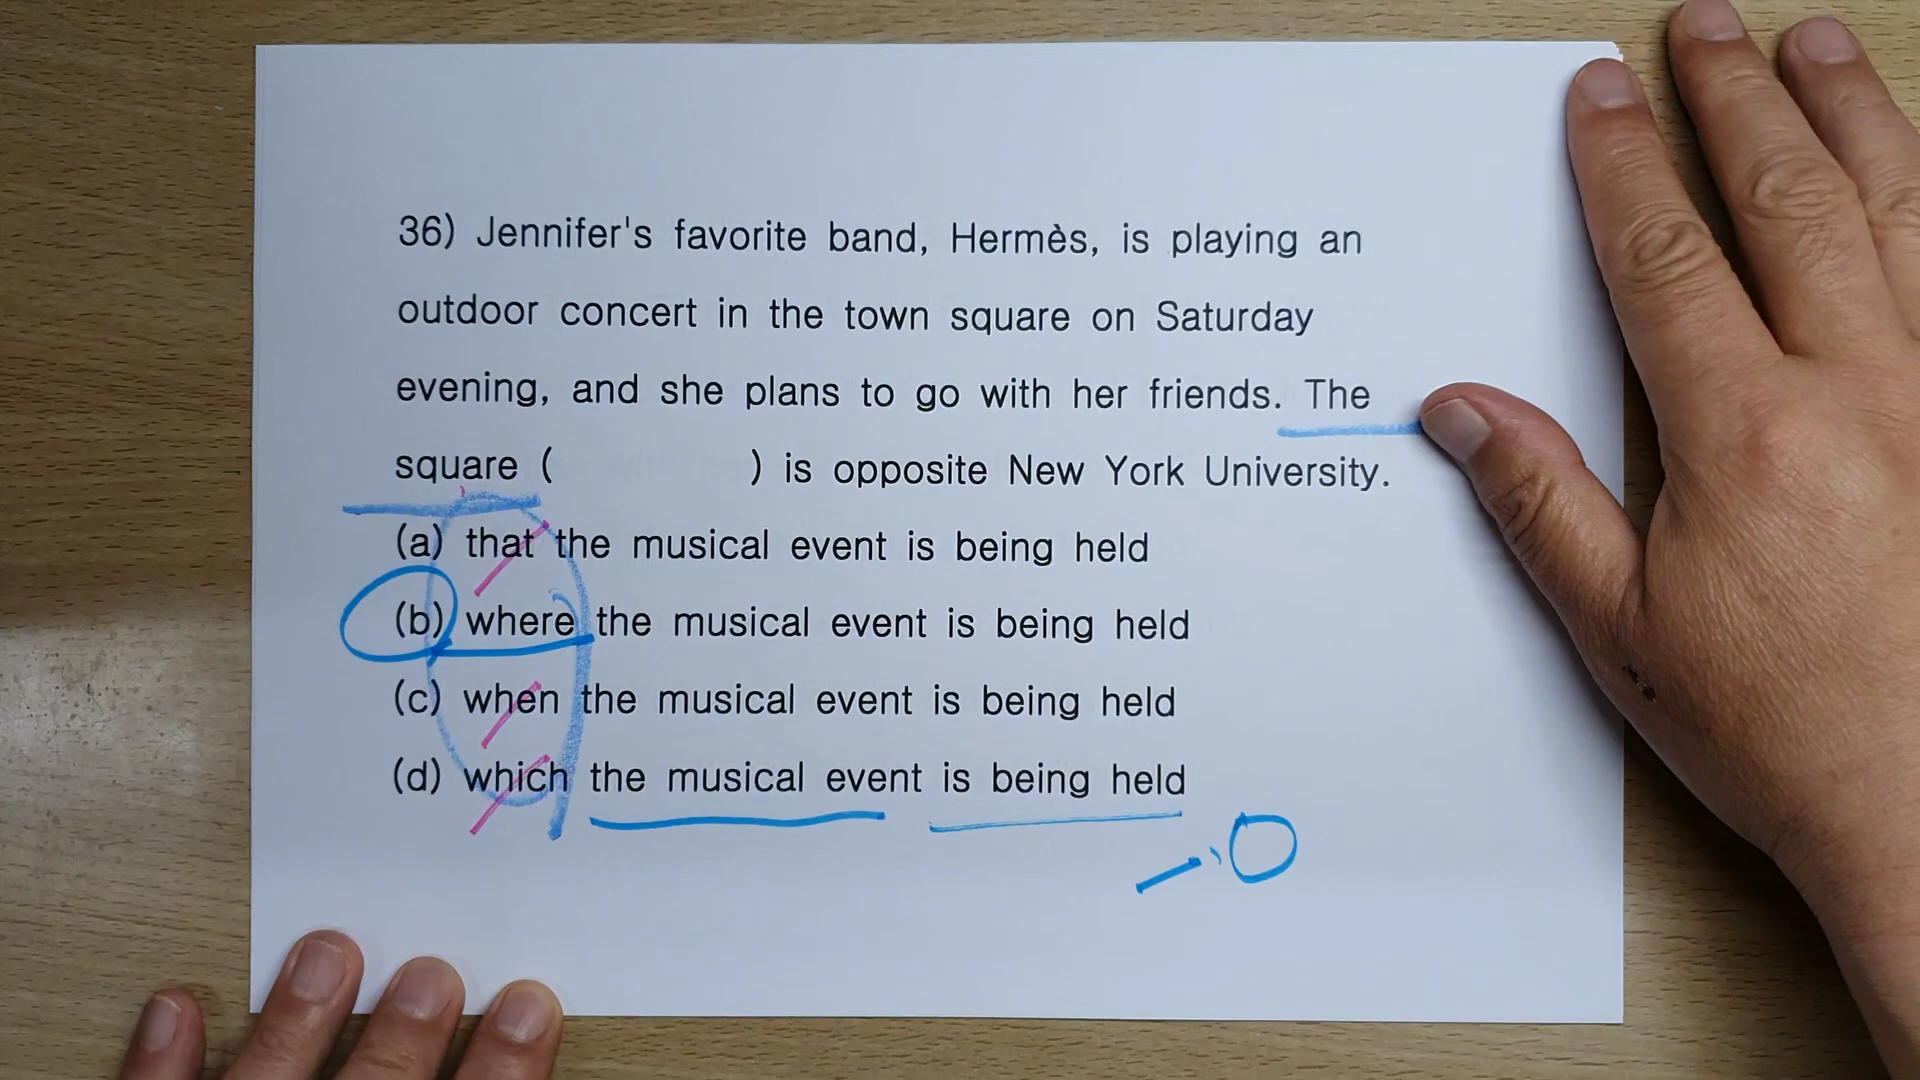 36) Jennifer's favorite band, Hermès, is playing an
outdoor concert in the town square on Saturday
evening, and she plans to go with her friends. The
square ( ) is opposite New York University.
(a) that the musical event is being held
(b) where the musical event is being held
(c) when the musical event is being held
(d) which the musical event is being held